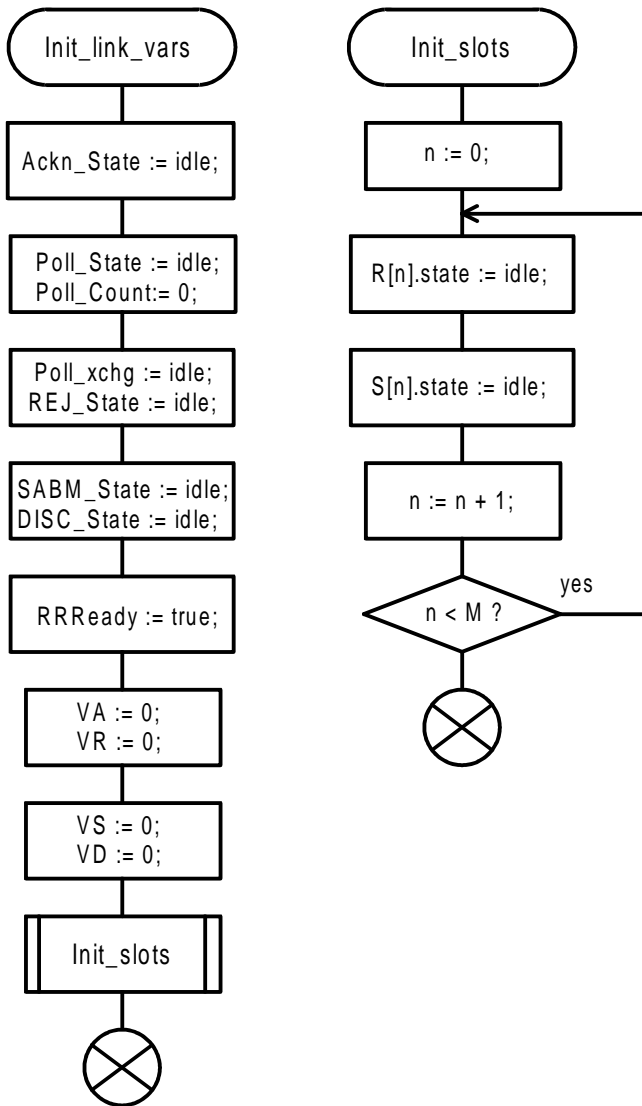 Init_link_vars
Ackn_State := idle;
Poll_State := idle;
Poll_Count:= 0;
Poll_xchg := idle;
REJ_State := idle;
SABM_State := idle;
DISC_State := idle;
RRReady := true;
VA := 0;
VR := 0;
VS := 0;
VD := 0;
Init_slots
Init_slots
n := 0;
R[n].state := idle;
S[n].state := idle;
n := n + 1;
n < M ?
yes